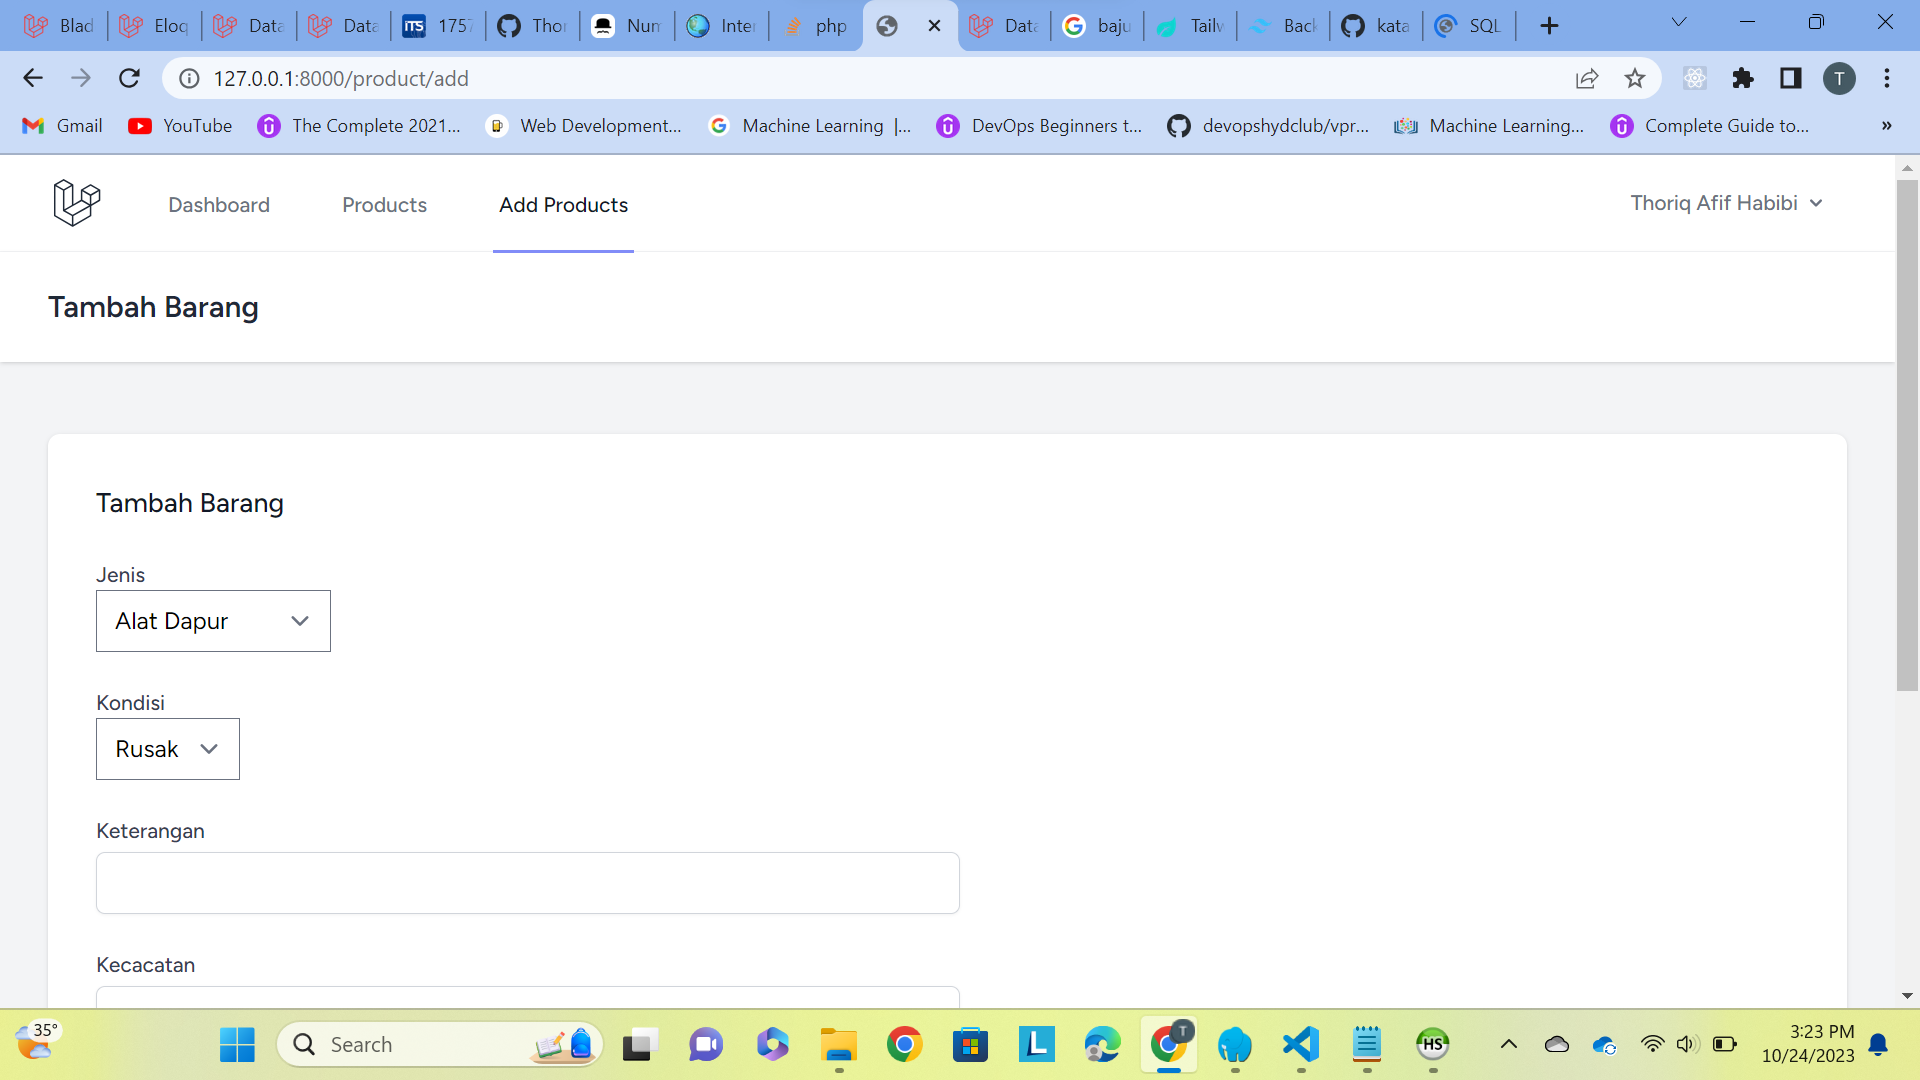 Blad
Eloq
Data
Data
ITS 1757
Thor
Num
Inter
php
Data
baju
Tailw
Back
kata
SQL
127.0.0.1:8000/product/add
T
Gmail
YouTube
The Complete 2021...
Web Development...
Machine Learning |...
DevOps Beginners t...
devopshydclub/vpr...
Machine Learning...
Complete Guide to...
»
Dashboard
Products
Add Products
Thoriq Afif Habibi
Tambah Barang
Tambah Barang
Jenis
Alat Dapur
Kondisi
Rusak
Keterangan
Kecacatan
35°
Search
L
T
HS
3:23 PM
10/24/2023